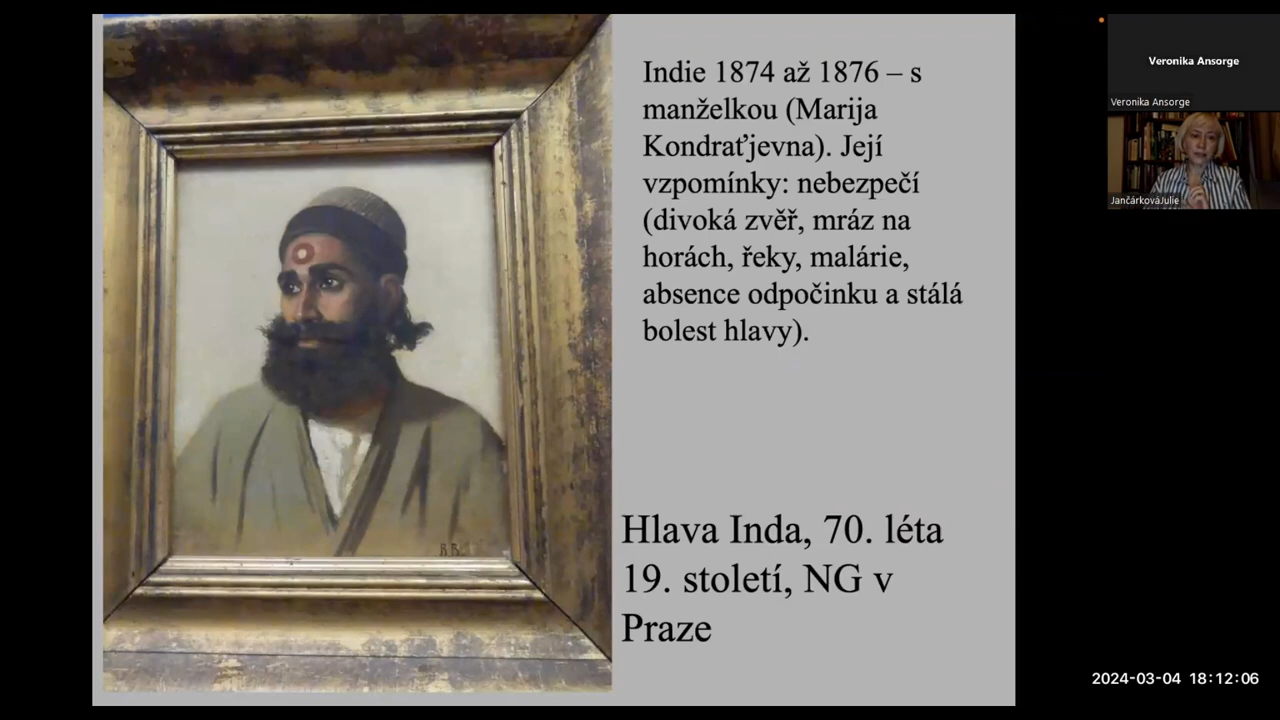 Indie 1874 až 1876 – s
manželkou (Marija
Kondraťjevna). Její
vzpomínky: nebezpečí
(divoká zvěř, mráz na
horách, řeky, malárie,
absence odpočinku a stálá
bolest hlavy).
Hlava Inda, 70. léta
19. století, NG v
Praze
Veronika Ansorge
Veronika Ansorge
JančárkováJulie
2024-03-04 18:12:06